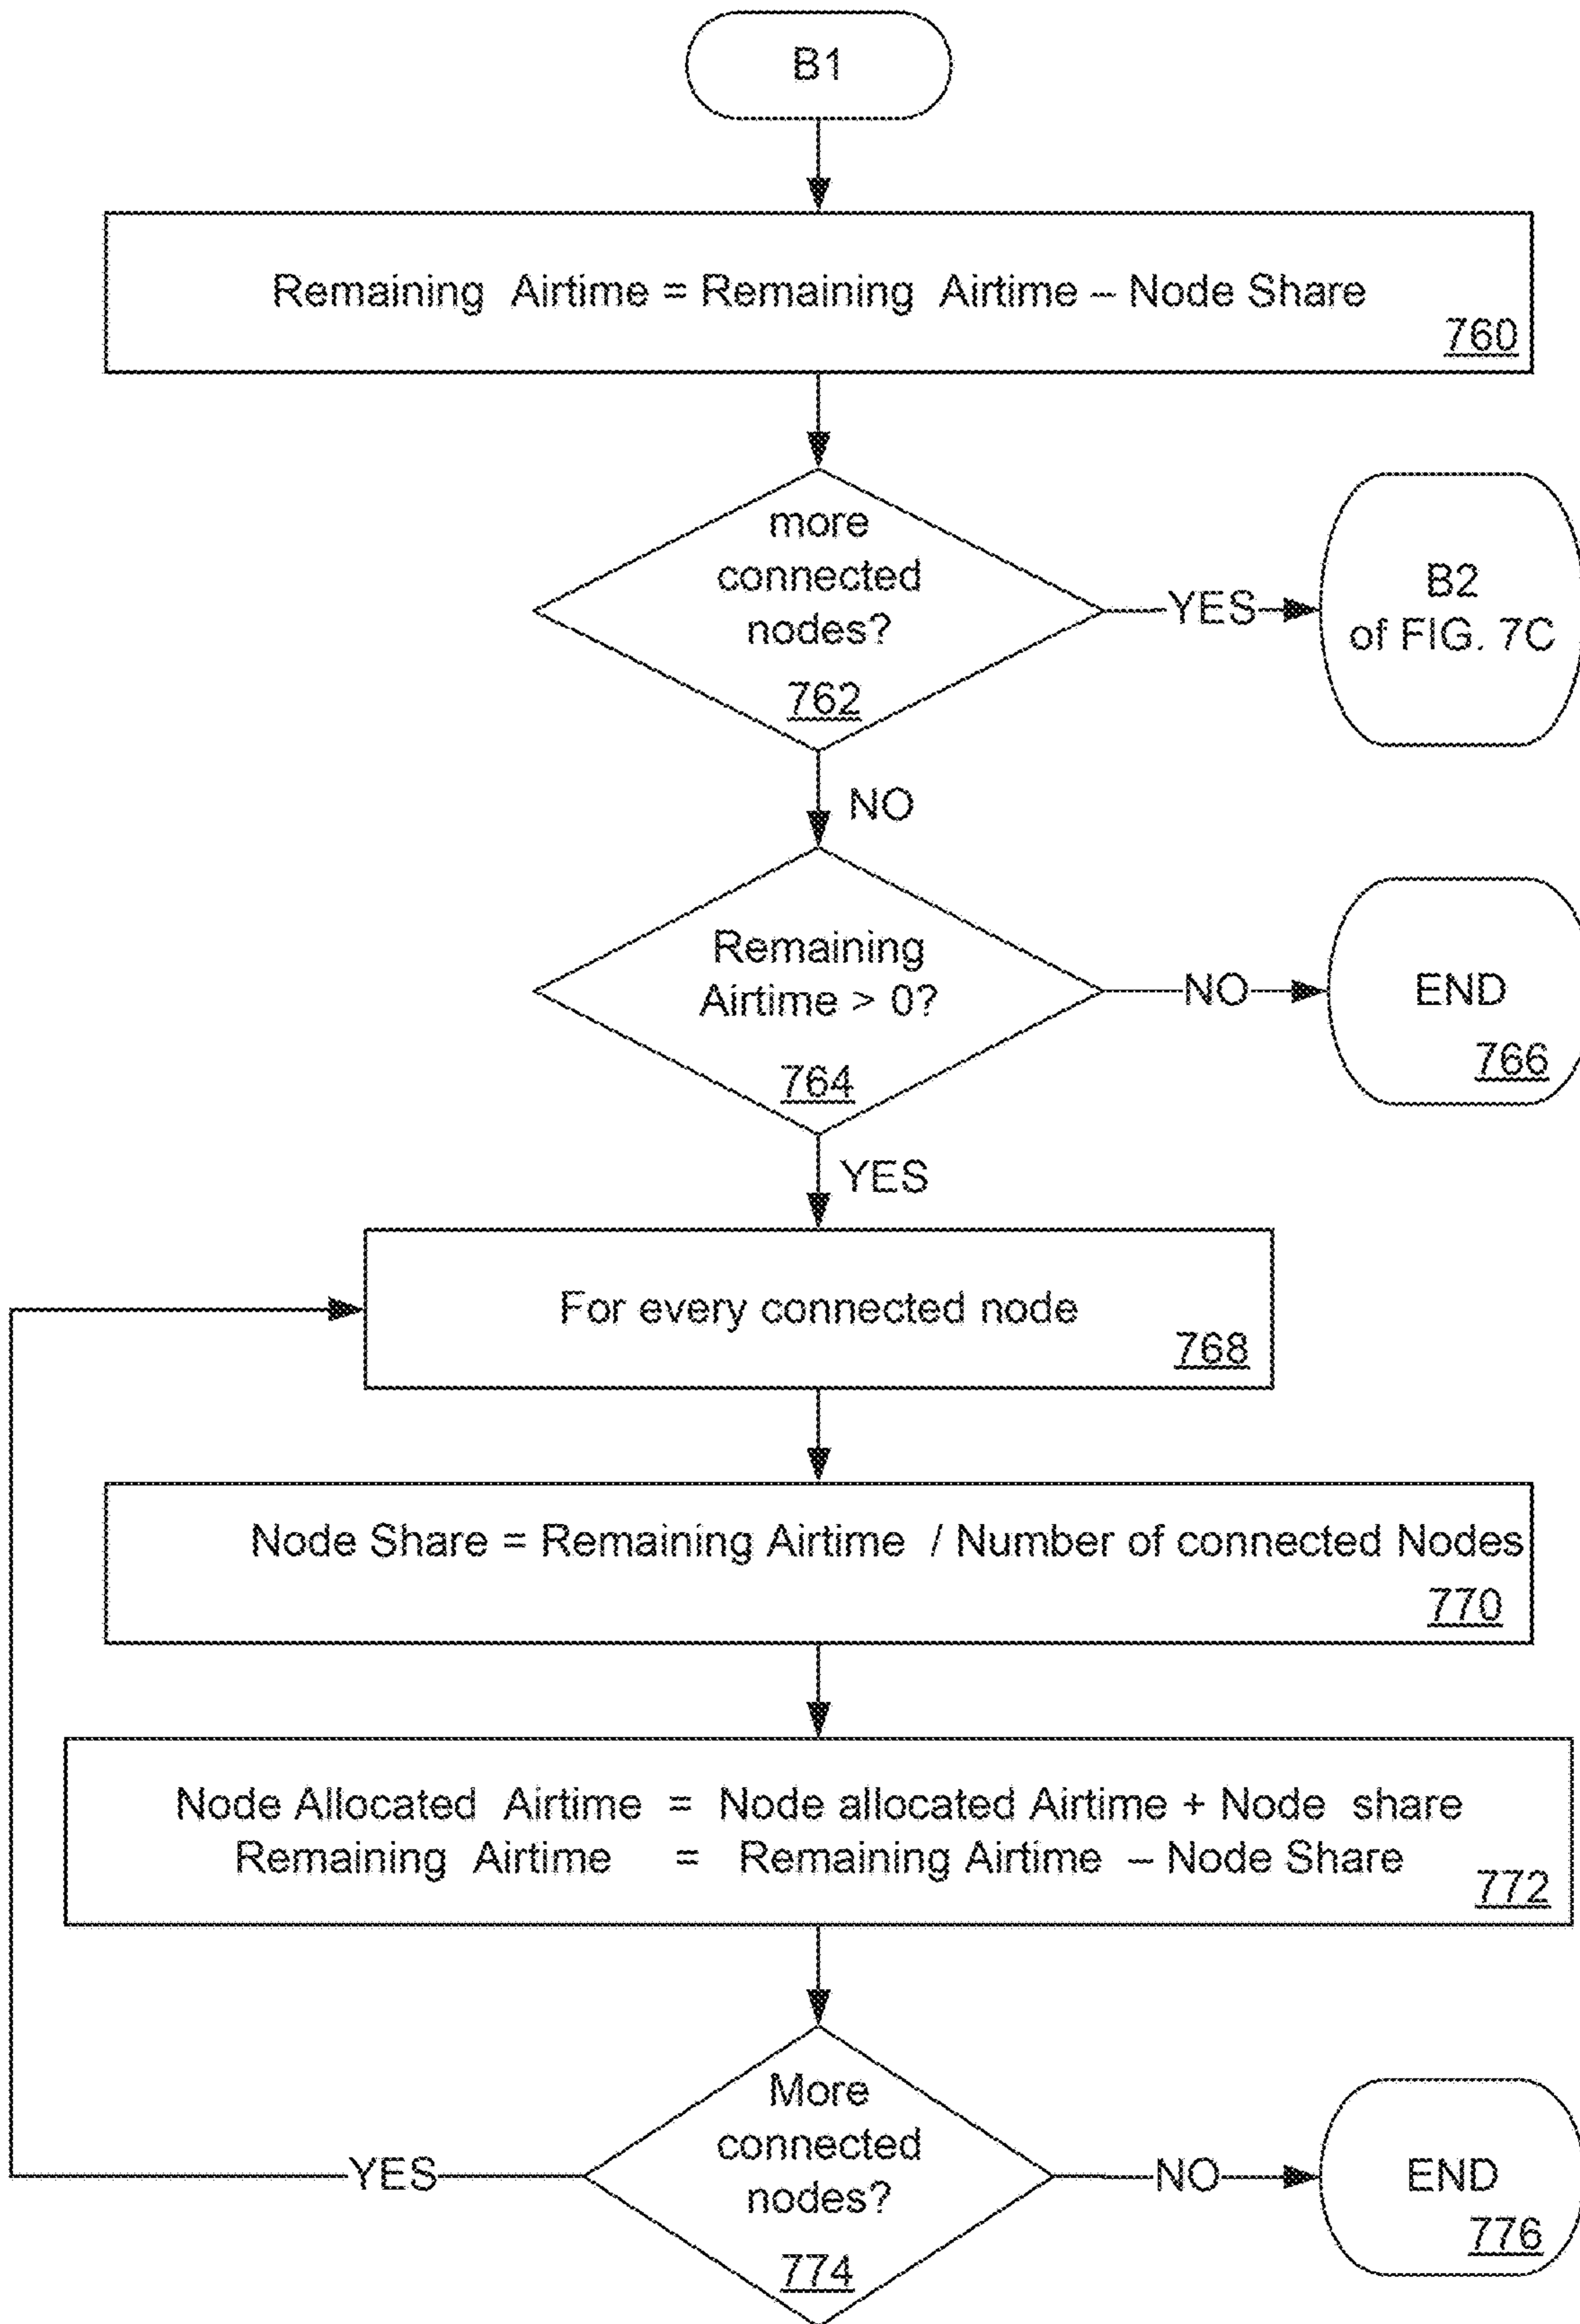 B1
Remaining Airtime = Remaining Airtime – Node Share
760
more
connected
nodes?
762
YES
B2
of FIG. 7C
NO
Remaining
Airtime > 0?
764
NO
END
766
YES
For every connected node
768
Node Share = Remaining Airtime / Number of connected Nodes
770
Node Allocated Airtime = Node allocated Airtime + Node share
Remaining Airtime = Remaining Airtime – Node Share
772
More
connected
nodes?
774
YES
NO
END
776